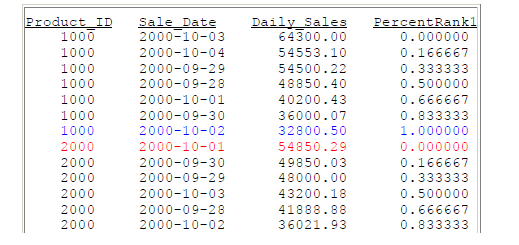 Product_ID Sale_Date Daily_Sales PercentRank1
1000 2000-10-03 64300.00 0.000000
1000 2000-10-04 54553.10 0.166667
1000 2000-09-29 54500.22 0.333333
1000 2000-09-28 48850.40 0.500000
1000 2000-10-01 40200.43 0.666667
1000 2000-09-30 36000.07 0.833333
1000 2000-10-02 32800.50 1.000000
2000 2000-10-01 54850.29 0.000000
2000 2000-09-30 49850.03 0.166667
2000 2000-09-29 48000.00 0.333333
2000 2000-10-03 43200.18 0.500000
2000 2000-09-28 41888.88 0.666667
2000 2000-10-02 36021.93 0.833333